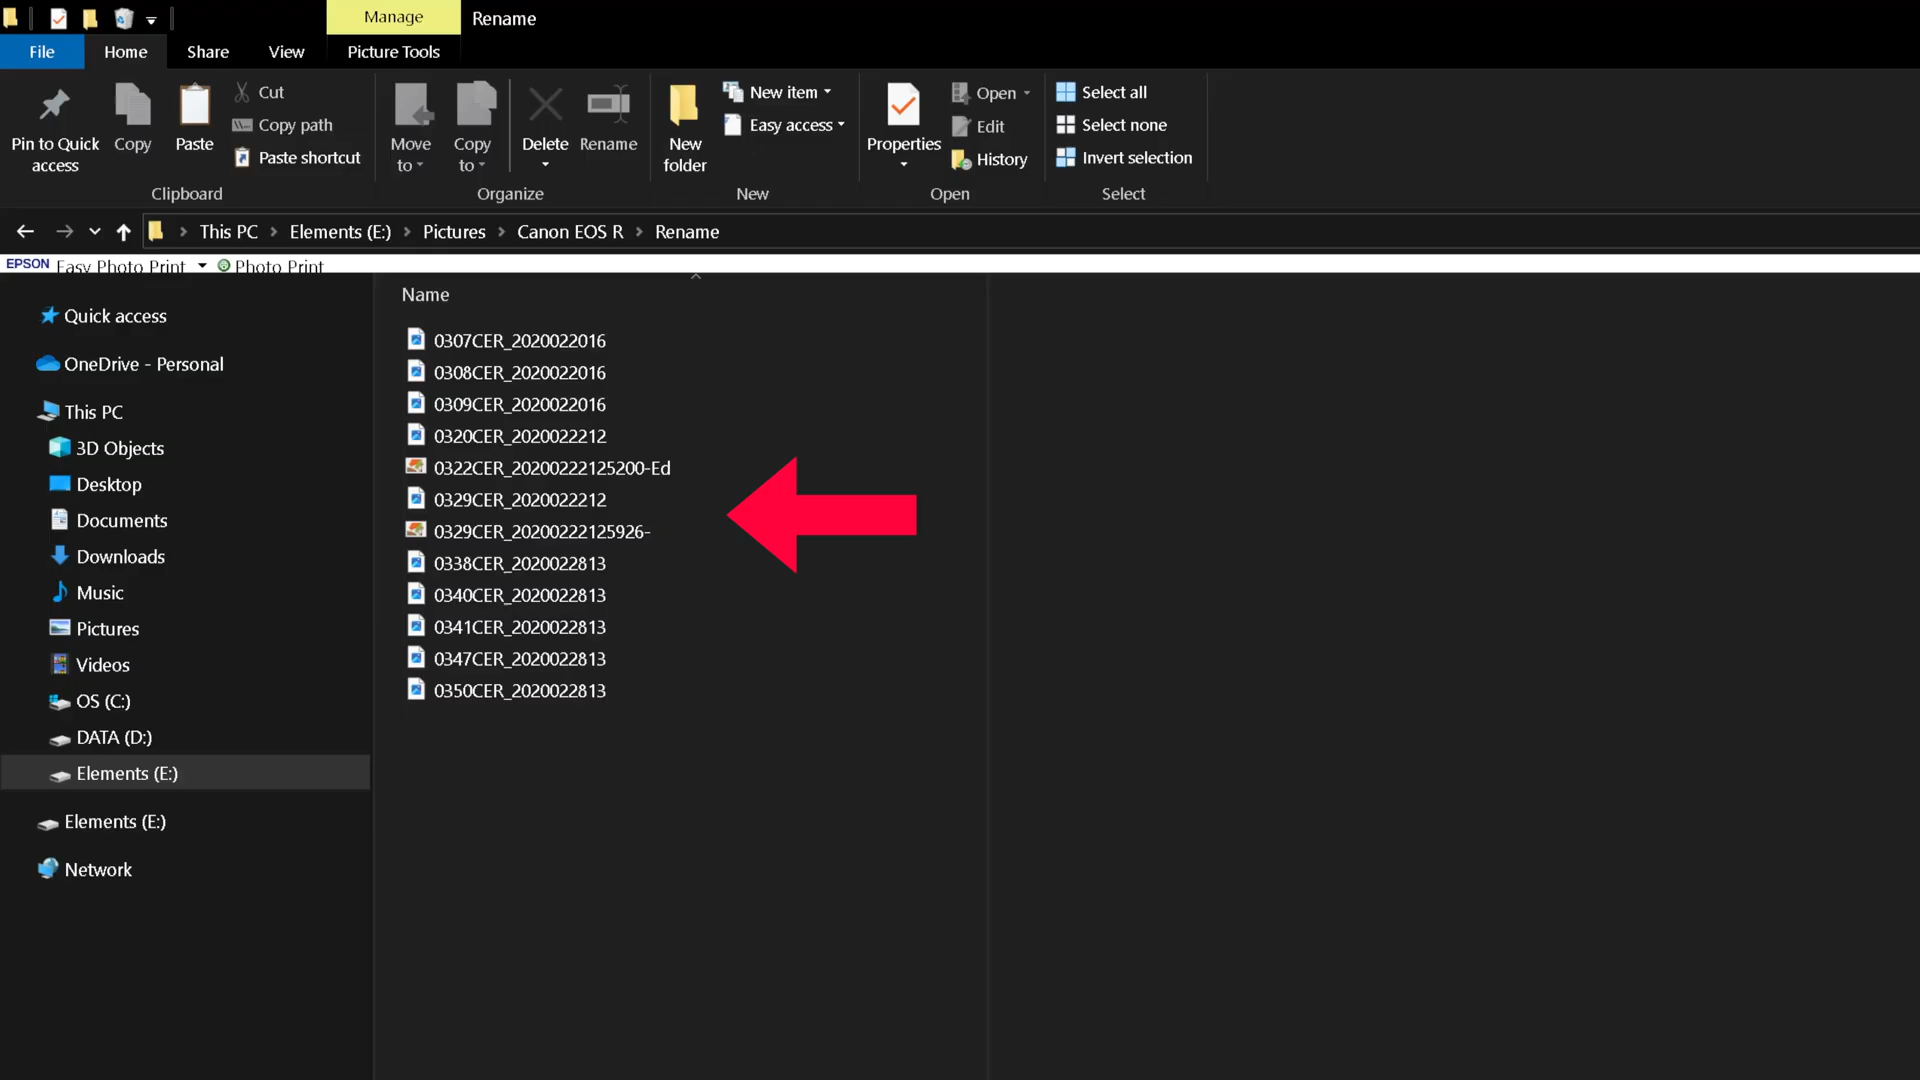 Manage
Rename
File
Home
Share
View
Picture Tools
Pin to Quick access
Copy
Paste
Cut
Copy path
Paste shortcut
Clipboard
Move to
Copy to
Delete
Rename
Organize
New folder
New item
Easy access
New
Properties
Open
Edit
History
Open
Select all
Select none
Invert selection
Select
This PC > Elements (E:) > Pictures > Canon EOS R > Rename
EPSON Easy Photo Print Photo Print
Quick access
OneDrive - Personal
This PC
3D Objects
Desktop
Documents
Downloads
Music
Pictures
Videos
OS (C:)
DATA (D:)
Elements (E:)
Elements (E:)
Network
Name
0307CER_2020022016
0308CER_2020022016
0309CER_2020022016
0320CER_2020022212
0322CER_20200222125200-Ed
0329CER_2020022212
0329CER_20200222125926-
0338CER_2020022813
0340CER_2020022813
0341CER_2020022813
0347CER_2020022813
0350CER_2020022813